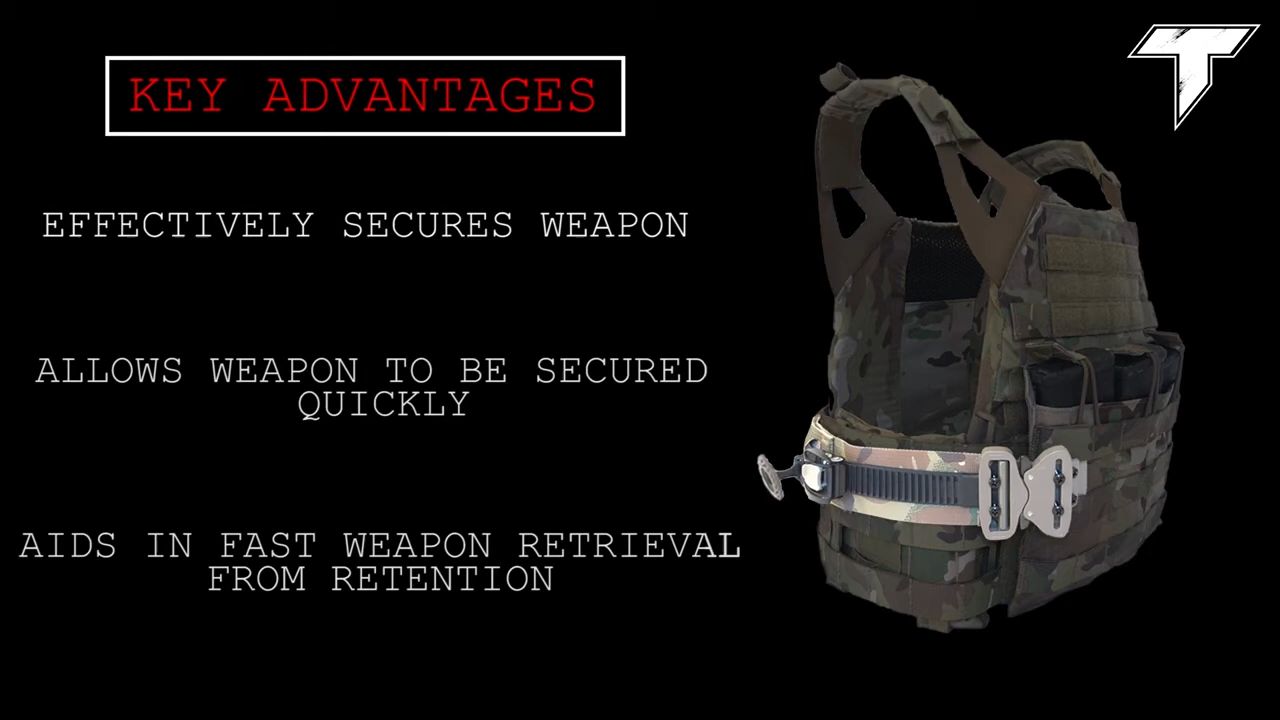 KEY ADVANTAGES
EFFECTIVELY SECURES WEAPON
ALLOWS WEAPON TO BE SECURED
QUICKLY
AIDS IN FAST WEAPON RETRIEVAL
FROM RETENTION
T